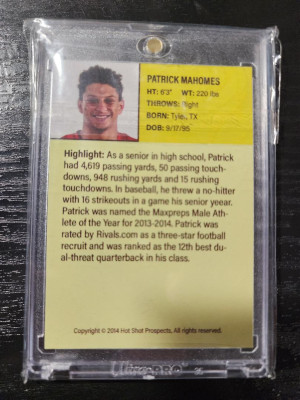 PATRICK MAHOMES
HT: 6'3" WT: 220 lbs
THROWS: Right
BORN: Tyler, TX
DOB: 9/17/95
Highlight: As a senior in high school, Patrick
had 4,619 passing yards, 50 passing touch-
downs, 948 rushing yards and 15 rushing
touchdowns. In baseball, he threw a no-hitter
with 16 strikeouts in a game his senior yeear.
Patrick was named the Maxpreps Male Ath-
lete of the Year for 2013-2014. Patrick was
rated by Rivals.com as a three-star football
recruit and was ranked as the 12th best du-
al-threat quarterback in his class.
Copyright © 2014 Hot Shot Prospects. All rights reserved.